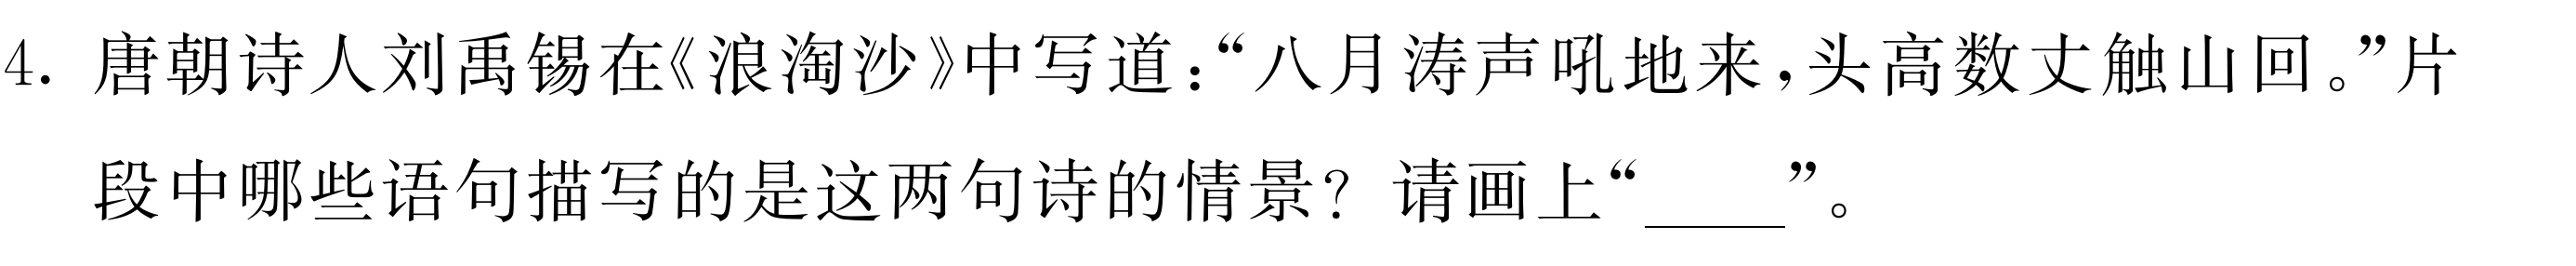 4. 唐朝诗人刘禹锡在《浪淘沙》中写道:“八月涛声吼地来,头高数丈触山回。”片
段中哪些语句描写的是这两句诗的情景?请画上“______”。